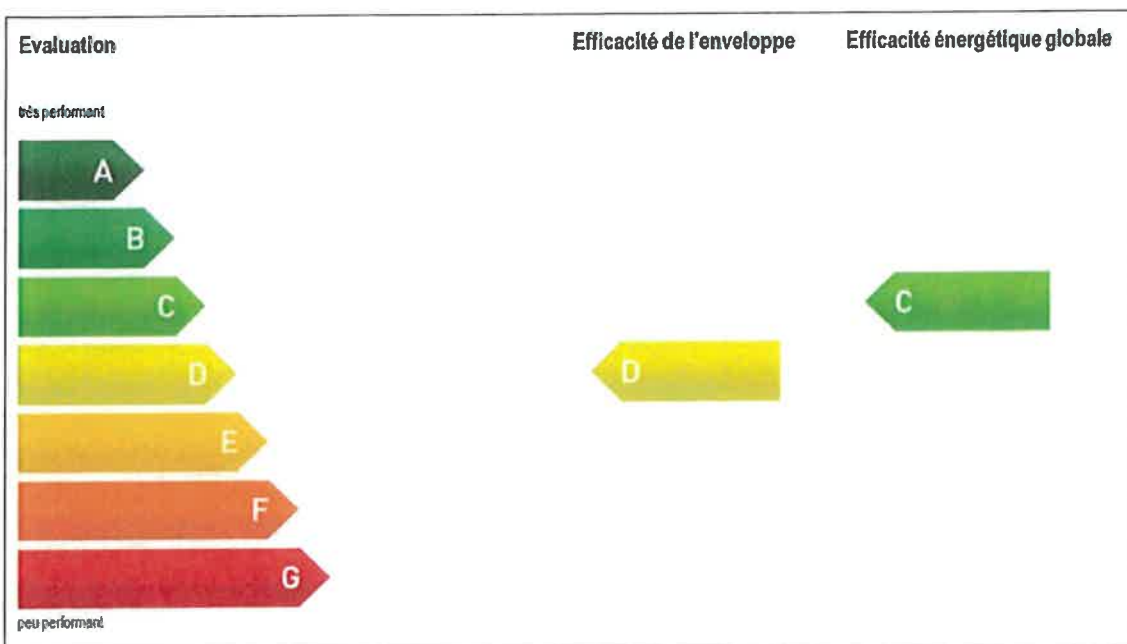 Evaluation
Efficacité de l'enveloppe
Efficacité énergétique globale
très performant
A
B
C
C
D
D
E
F
G
peu performant